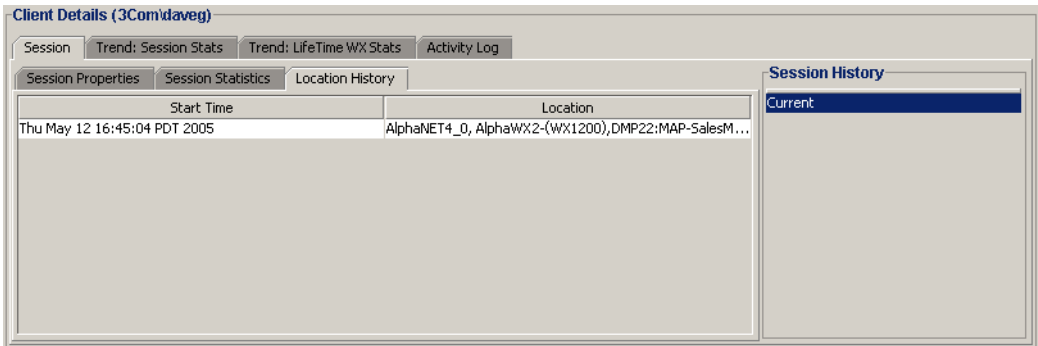 Client Details (3Com\daveg)
Session Trend: Session Stats Trend: LifeTime WX Stats Activity Log
Session Properties Session Statistics Location History
Start Time Location
Thu May 12 16:45:04 PDT 2005 AlphaNET4_0, AlphaWX2-(WX1200),DMP22:MAP-SalesM...
Session History
Current